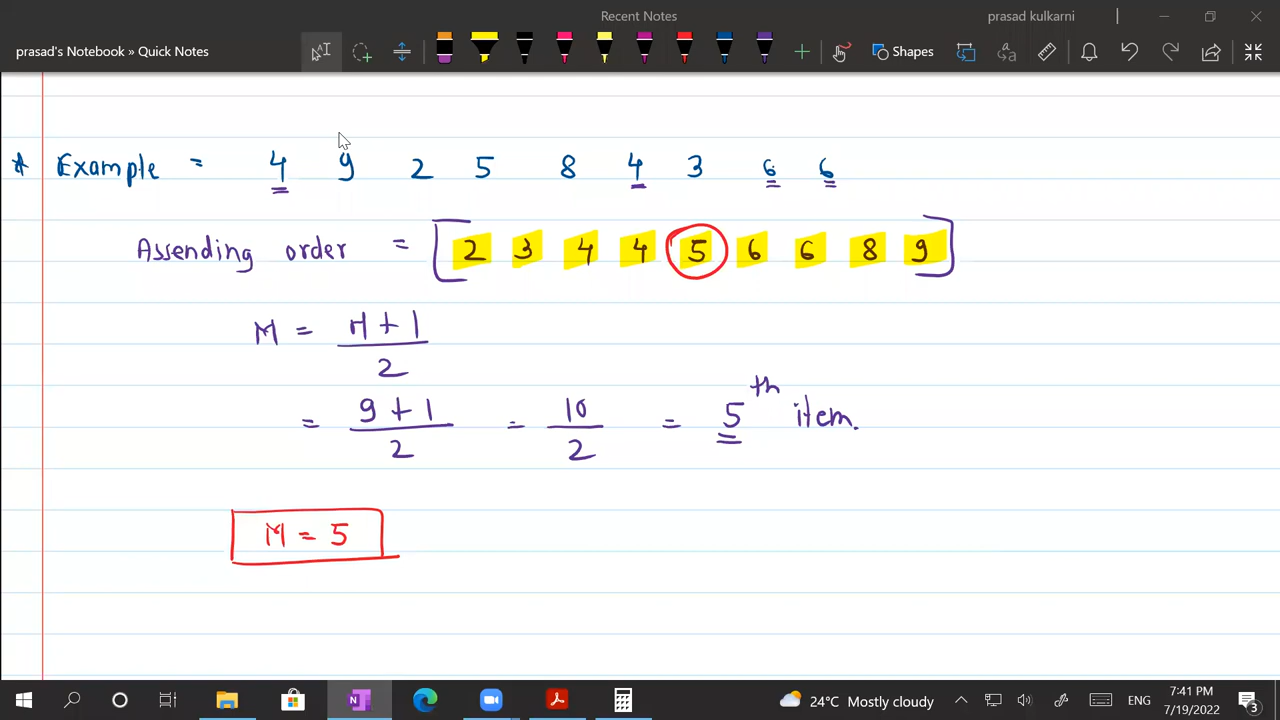 Recent Notes
prasad kulkarni
prasad's Notebook » Quick Notes
Shapes
* Example = 4 9 2 5 8 4 3 6 6
Assending order = [2 3 4 4 5 6 6 8 9]
M = n + 1
2
= 9 + 1 = 10 = 5th item.
2 2
M = 5
24°C Mostly cloudy
ENG
7:41 PM
7/19/2022
3